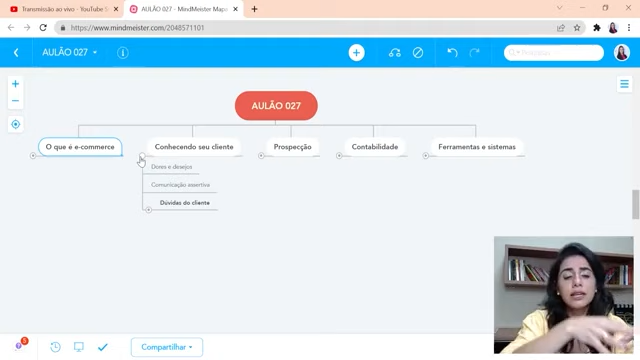 Transmissão ao vivo - YouTube S
AULÃO 027 - MindMeister Mapa
https://www.mindmeister.com/2048571101
AULÃO 027
AULÃO 027
O que é e-commerce
Conhecendo seu cliente
Prospecção
Contabilidade
Ferramentas e sistemas
Dores e desejos
Comunicação assertiva
Dúvidas do cliente
Compartilhar